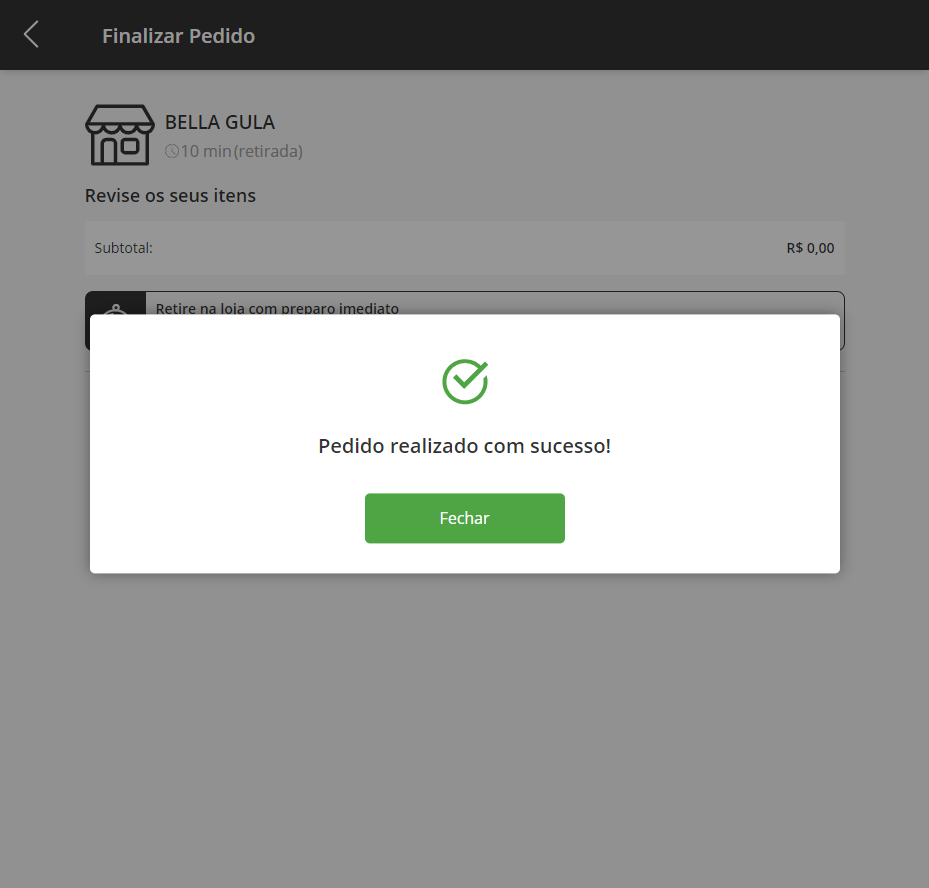 Finalizar Pedido
BELLA GULA
10 min (retirada)
Revise os seus itens
Subtotal: R$ 0,00
Retire na loja com preparo imediato
Pedido realizado com sucesso!
Fechar